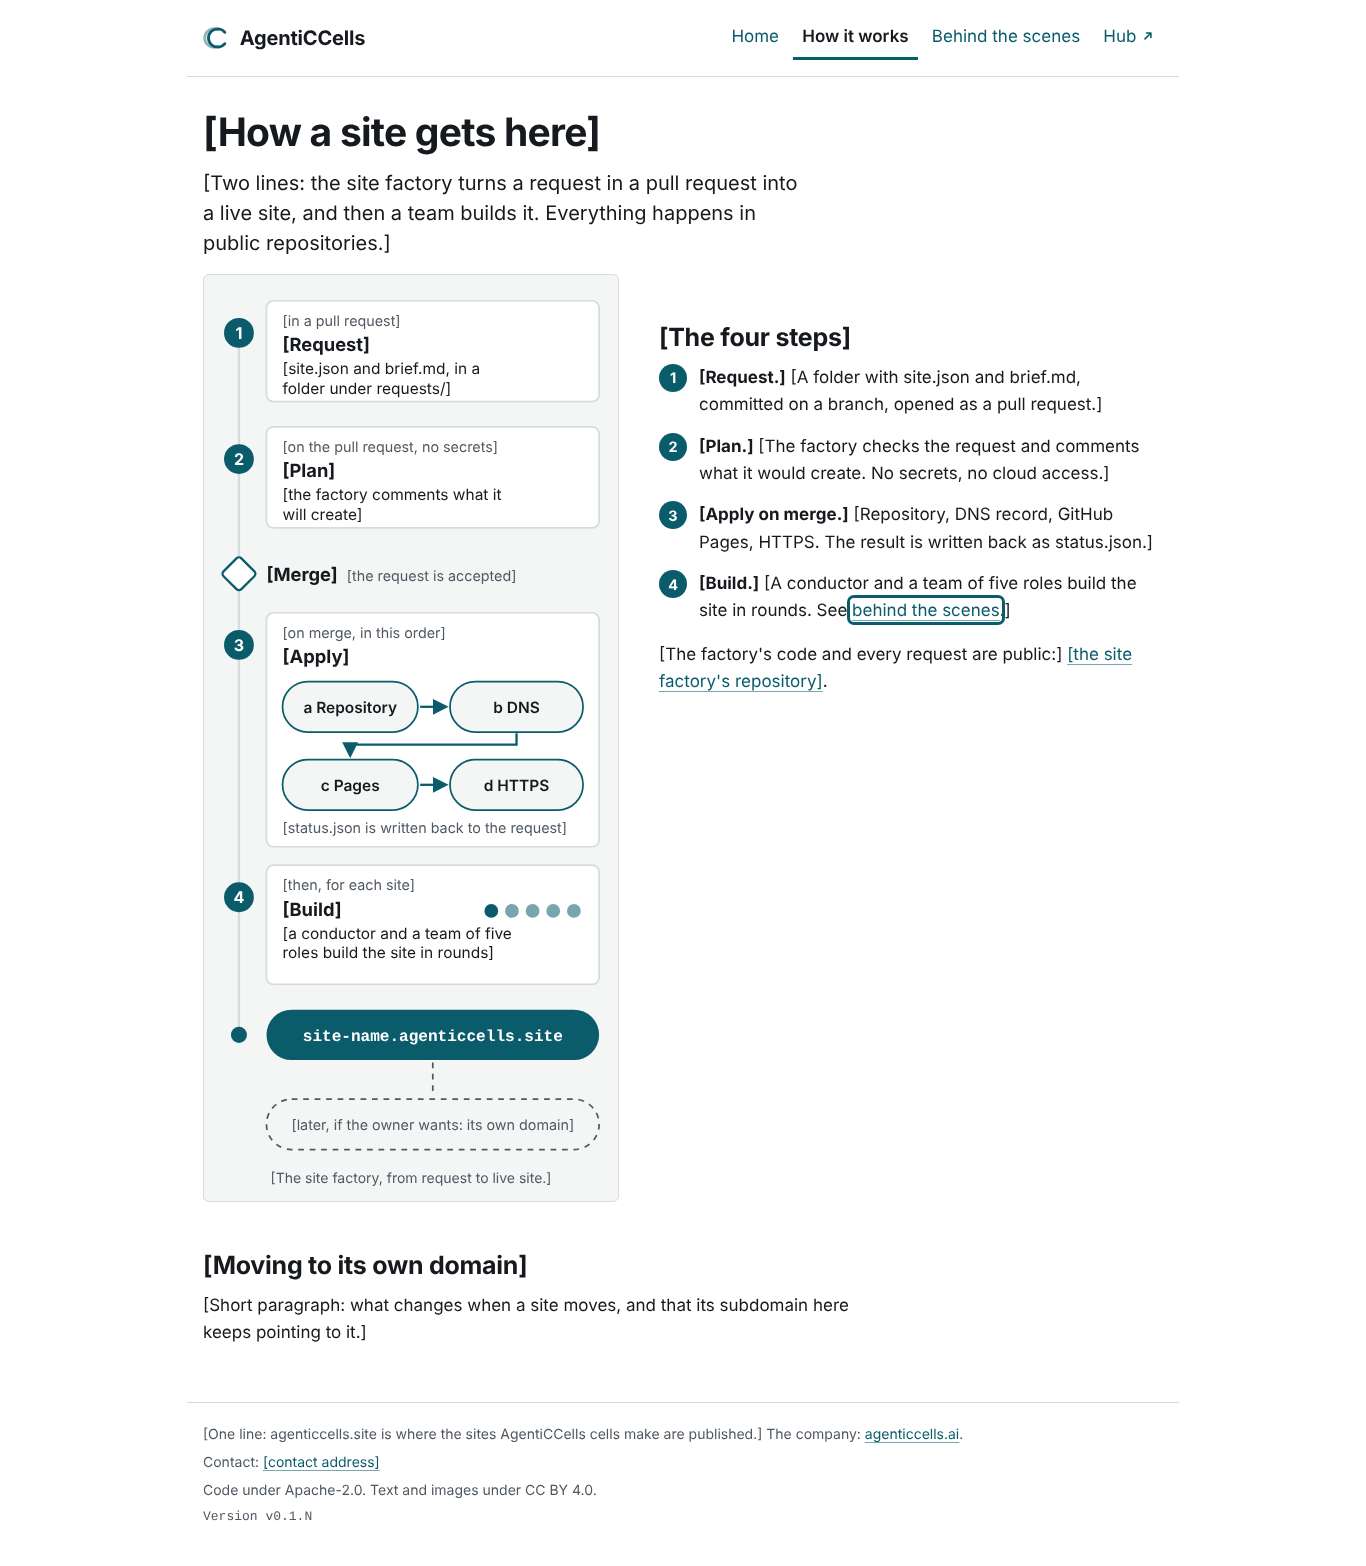 AgentiCCells
Home How it works Behind the scenes Hub ↗
[How a site gets here]
[Two lines: the site factory turns a request in a pull request into
a live site, and then a team builds it. Everything happens in
public repositories.]
1
[in a pull request]
[Request]
[site.json and brief.md, in a
folder under requests/]
2
[on the pull request, no secrets]
[Plan]
[the factory comments what it
will create]
[Merge] [the request is accepted]
3
[on merge, in this order]
[Apply]
a Repository
b DNS
c Pages
d HTTPS
[status.json is written back to the request]
4
[then, for each site]
[Build]
[a conductor and a team of five
roles build the site in rounds]
site-name.agenticcells.site
[later, if the owner wants: its own domain]
[The site factory, from request to live site.]
[The four steps]
1 [Request.] [A folder with site.json and brief.md,
committed on a branch, opened as a pull request.]
2 [Plan.] [The factory checks the request and comments
what it would create. No secrets, no cloud access.]
3 [Apply on merge.] [Repository, DNS record, GitHub
Pages, HTTPS. The result is written back as status.json.]
4 [Build.] [A conductor and a team of five roles build the
site in rounds. See behind the scenes.]
[The factory's code and every request are public:] [the site
factory's repository].
[Moving to its own domain]
[Short paragraph: what changes when a site moves, and that its subdomain here
keeps pointing to it.]
[One line: agenticcells.site is where the sites AgentiCCells cells make are published.] The company: agenticcells.ai.
Contact: [contact address]
Code under Apache-2.0. Text and images under CC BY 4.0.
Version v0.1.N